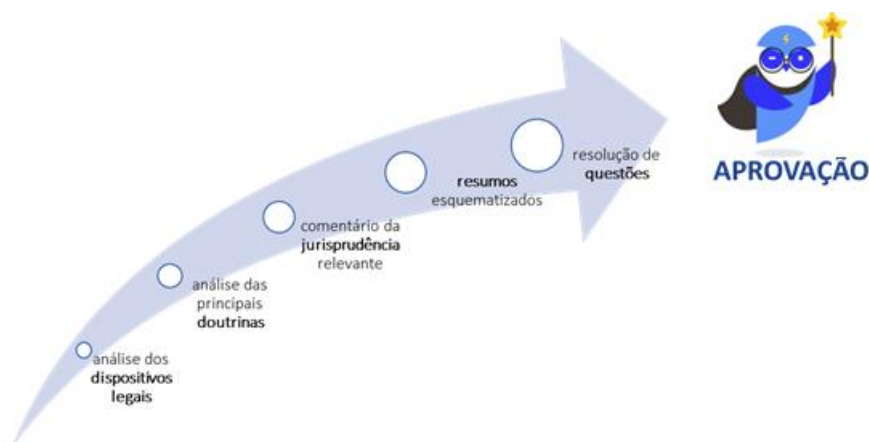 análise dos
dispositivos
legais
análise das
principais
doutrinas
comentário da
jurisprudência
relevante
resumos
esquematizados
resolução de
questões
APROVAÇÃO